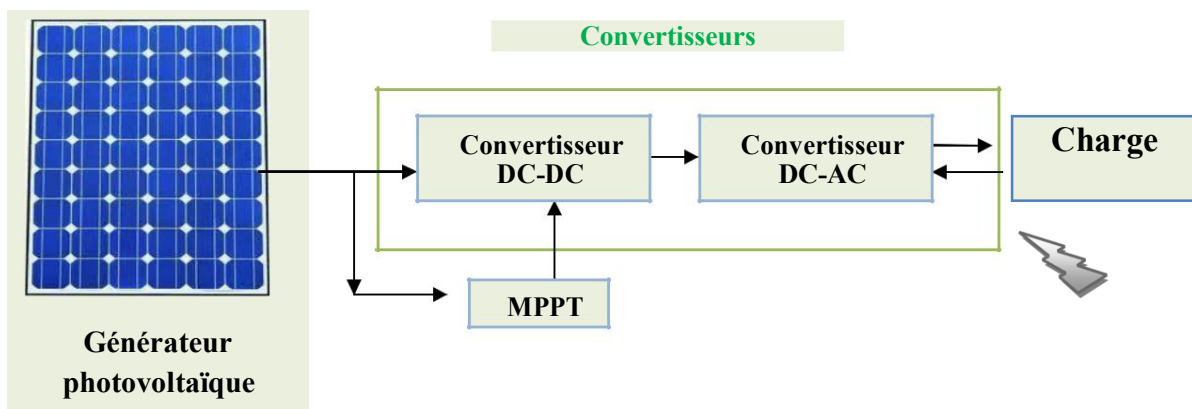 Convertisseurs
Convertisseur
DC-DC
Convertisseur
DC-AC
Charge
MPPT
Générateur
photovoltaïque